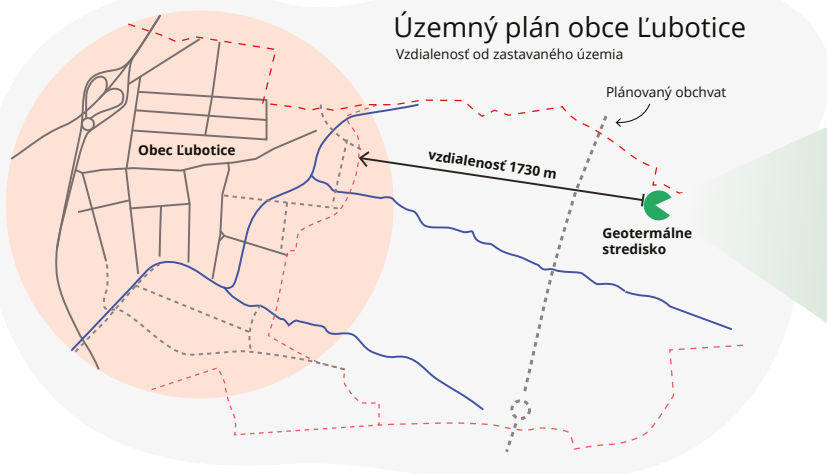 Územný plán obce Ľubotice
Vzdialenosť od zastavaného územia
Plánovaný obchvat
Obec Ľubotice
vzdialenosť 1730 m
Geotermálne
stredisko